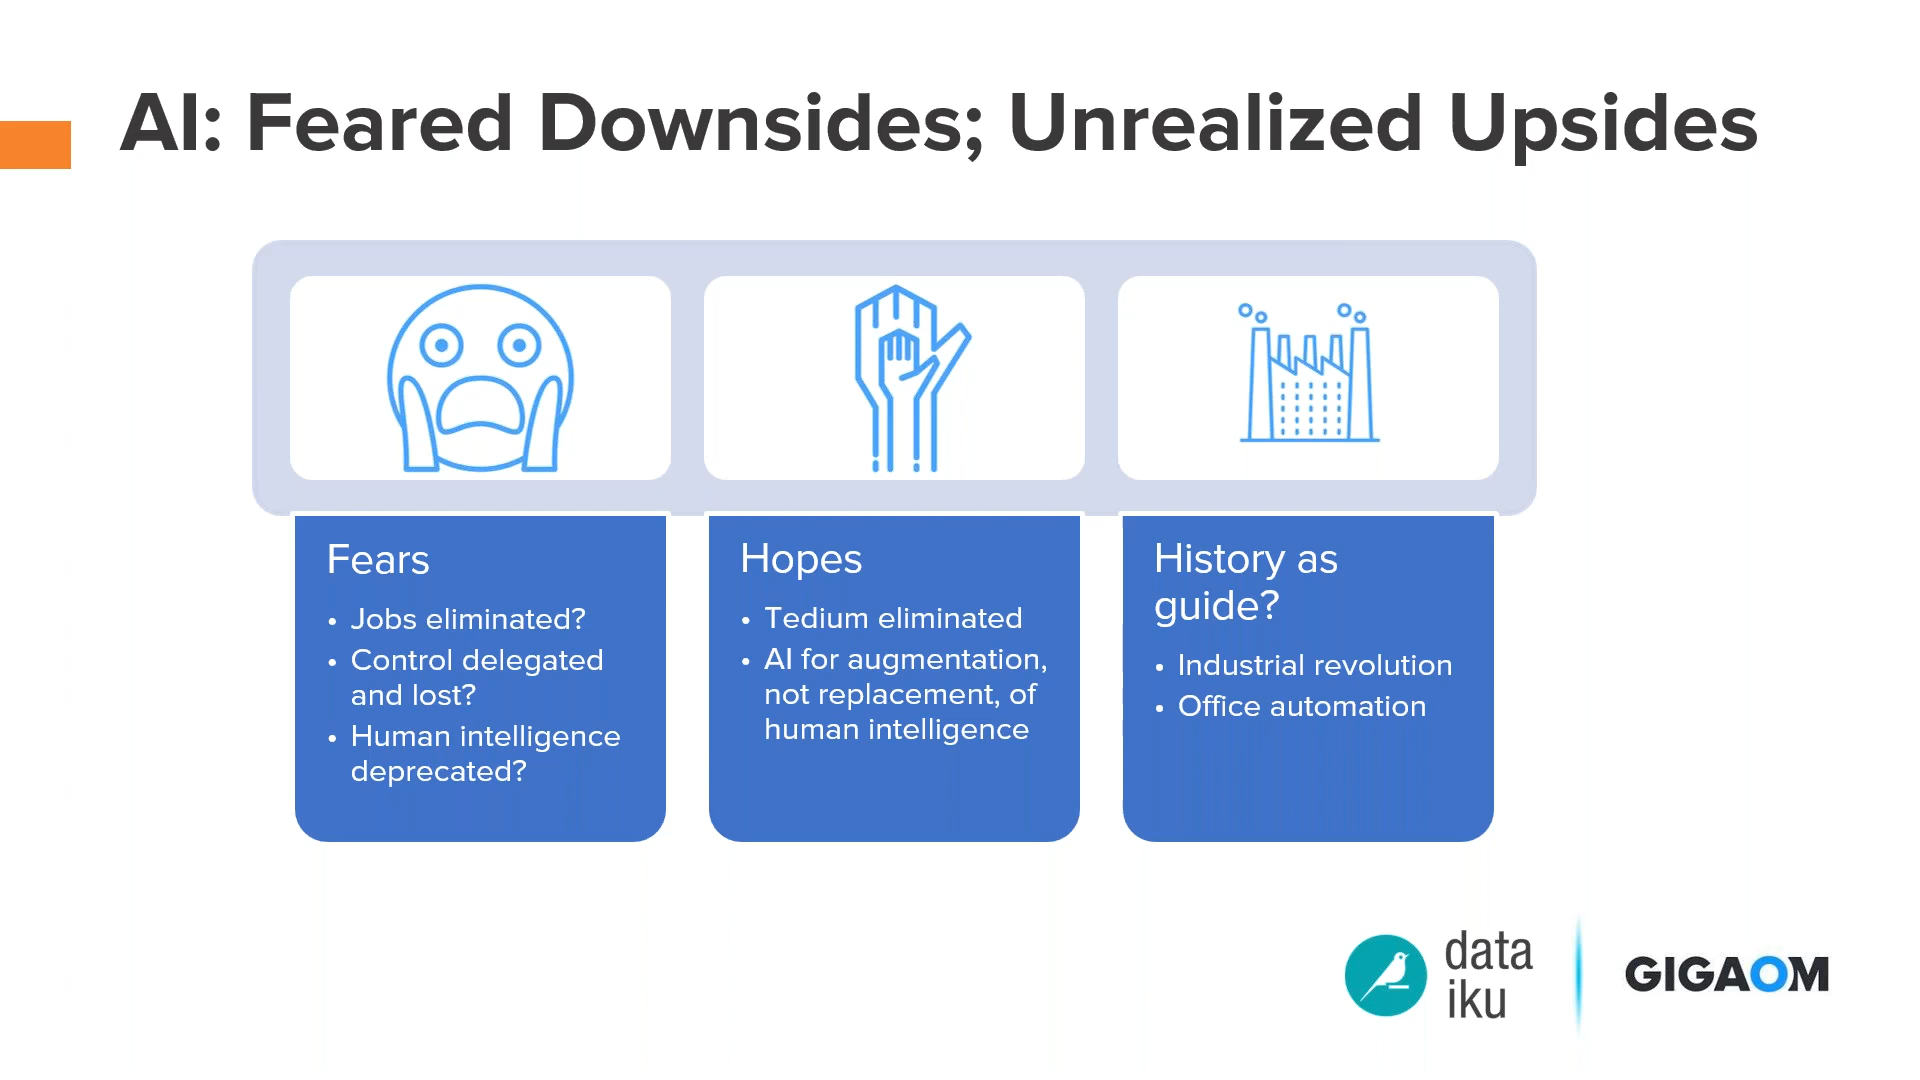 AI: Feared Downsides; Unrealized Upsides
Fears
• Jobs eliminated?
• Control delegated
and lost?
• Human intelligence
deprecated?
Hopes
• Tedium eliminated
• AI for augmentation,
not replacement, of
human intelligence
History as
guide?
• Industrial revolution
• Office automation
data
iku
GIGAOM